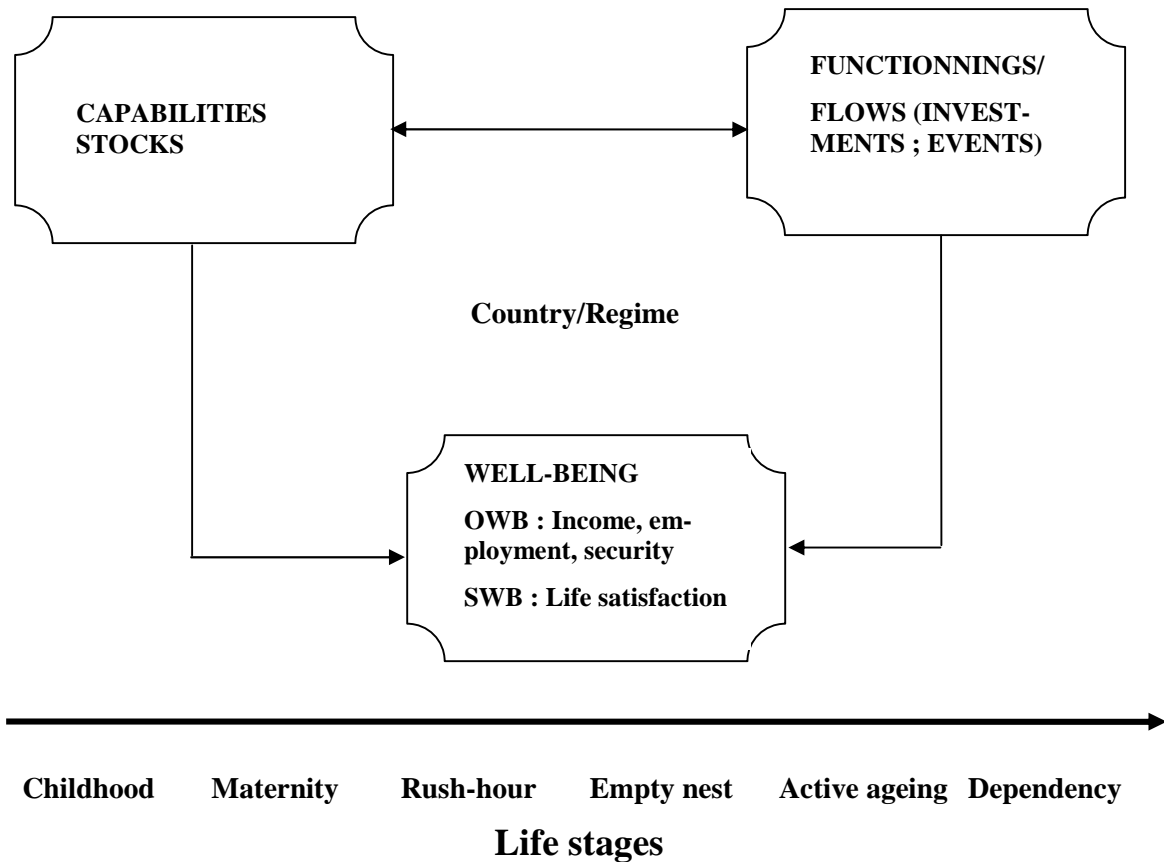 CAPABILITIES
STOCKS
FUNCTIONNINGS/
FLOWS (INVEST-
MENTS ; EVENTS)
Country/Regime
WELL-BEING
OWB : Income, em-
ployment, security
SWB : Life satisfaction
Childhood Maternity Rush-hour Empty nest Active ageing Dependency
Life stages